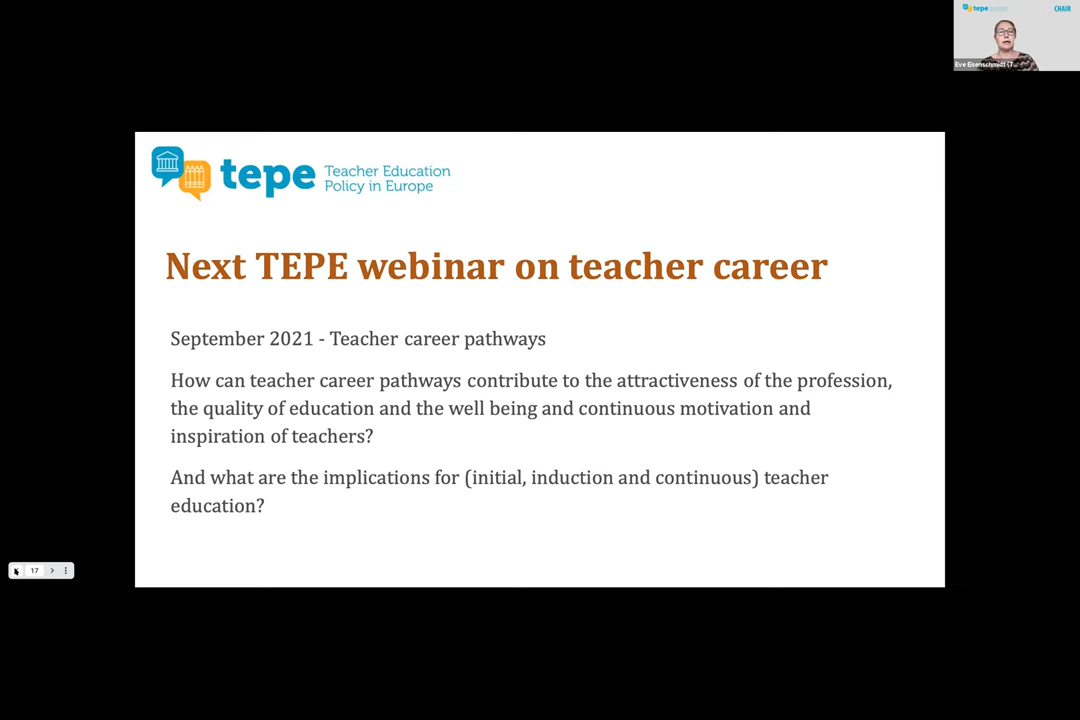 tepe
CHAIR
Eve Eisenschmidt (T...
tepe
Teacher Education
Policy in Europe
Next TEPE webinar on teacher career
September 2021 - Teacher career pathways
How can teacher career pathways contribute to the attractiveness of the profession,
the quality of education and the well being and continuous motivation and
inspiration of teachers?
And what are the implications for (initial, induction and continuous) teacher
education?
17